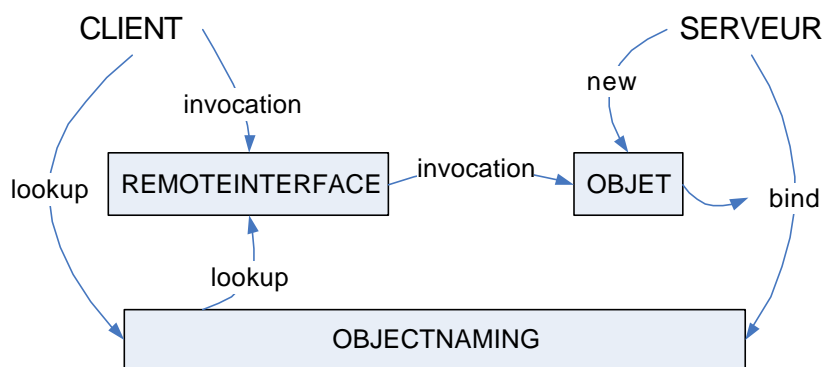 CLIENT
SERVEUR
new
invocation
REMOTEINTERFACE
invocation
OBJET
lookup
bind
lookup
OBJECTNAMING